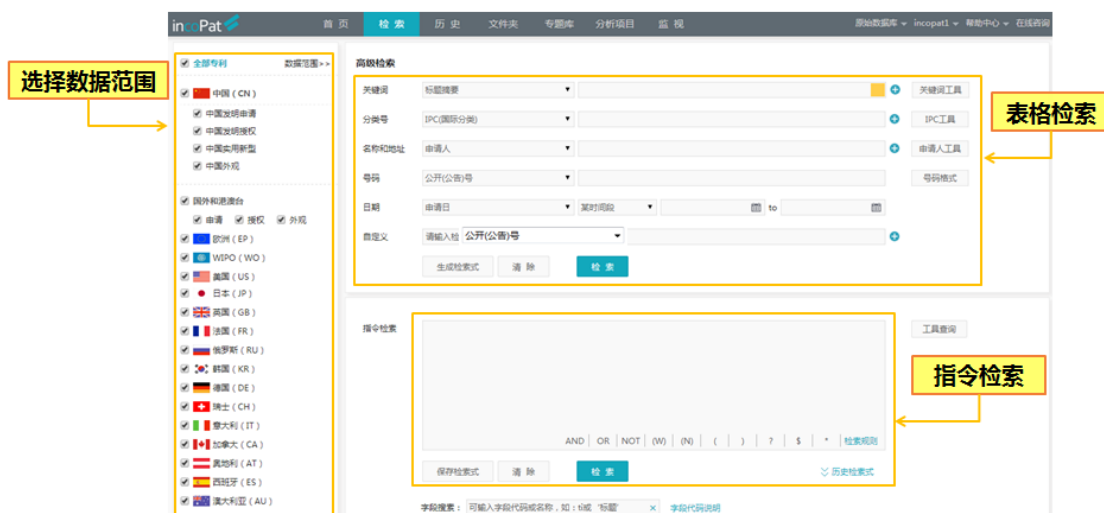 incoPat
首 页 检 索 历 史 文件夹 专题库 分析项目 监 视 原始数据库 incopat1 帮助中心 在线咨询
选择数据范围
全部专利 数据范围>>
中国 ( CN )
中国发明申请
中国发明授权
中国实用新型
中国外观
国外和港澳台
申请 授权 外观
欧洲 ( EP )
WIPO ( WO )
美国 ( US )
日本 ( JP )
英国 ( GB )
法国 ( FR )
俄罗斯 ( RU )
韩国 ( KR )
德国 ( DE )
瑞士 ( CH )
意大利 ( IT )
加拿大 ( CA )
奥地利 ( AT )
西班牙 ( ES )
澳大利亚 ( AU )
高级检索
关键词 标题摘要 关键词工具
分类号 IPC(国际分类) IPC工具
名称和地址 申请人 申请人工具
号码 公开(公告)号 号码格式
日期 申请日 某时间段 to
自定义 请输入检 公开(公告)号
生成检索式 清 除 检 索
表格检索
指令检索 工具查询
指令检索
AND OR NOT (W) (N) ( ) ? $ * 检索规则
保存检索式 清 除 检 索 历史检索式
字段搜索： 可输入字段代码或名称，如：ti或 '标题' × 字段代码说明